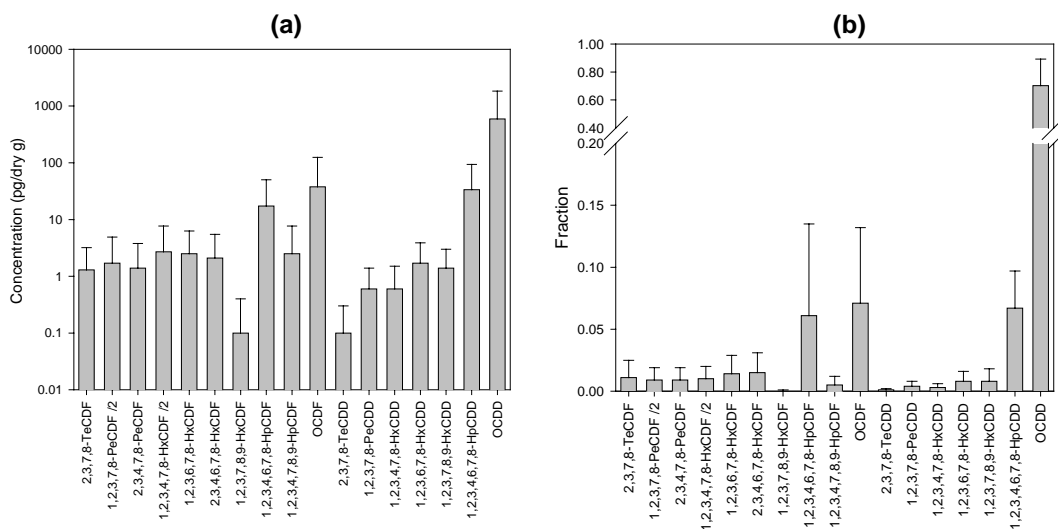 (a)
Concentration (pg/dry g)
10000
1000
100
10
1
0.1
0.01
2,3,7,8-TeCDF
1,2,3,7,8-PeCDF /2
2,3,4,7,8-PeCDF
1,2,3,4,7,8-HxCDF /2
1,2,3,6,7,8-HxCDF
2,3,4,6,7,8-HxCDF
1,2,3,7,8,9-HxCDF
1,2,3,4,6,7,8-HpCDF
1,2,3,4,7,8,9-HpCDF
OCDF
2,3,7,8-TeCDD
1,2,3,7,8-PeCDD
1,2,3,4,7,8-HxCDD
1,2,3,6,7,8-HxCDD
1,2,3,7,8,9-HxCDD
1,2,3,4,6,7,8-HpCDD
OCDD
(b)
Fraction
1.00
0.80
0.60
0.40
0.20
0.15
0.10
0.05
0.00
2,3,7,8-TeCDF
1,2,3,7,8-PeCDF /2
2,3,4,7,8-PeCDF
1,2,3,4,7,8-HxCDF /2
1,2,3,6,7,8-HxCDF
2,3,4,6,7,8-HxCDF
1,2,3,7,8,9-HxCDF
1,2,3,4,6,7,8-HpCDF
1,2,3,4,7,8,9-HpCDF
OCDF
2,3,7,8-TeCDD
1,2,3,7,8-PeCDD
1,2,3,4,7,8-HxCDD
1,2,3,6,7,8-HxCDD
1,2,3,7,8,9-HxCDD
1,2,3,4,6,7,8-HpCDD
OCDD